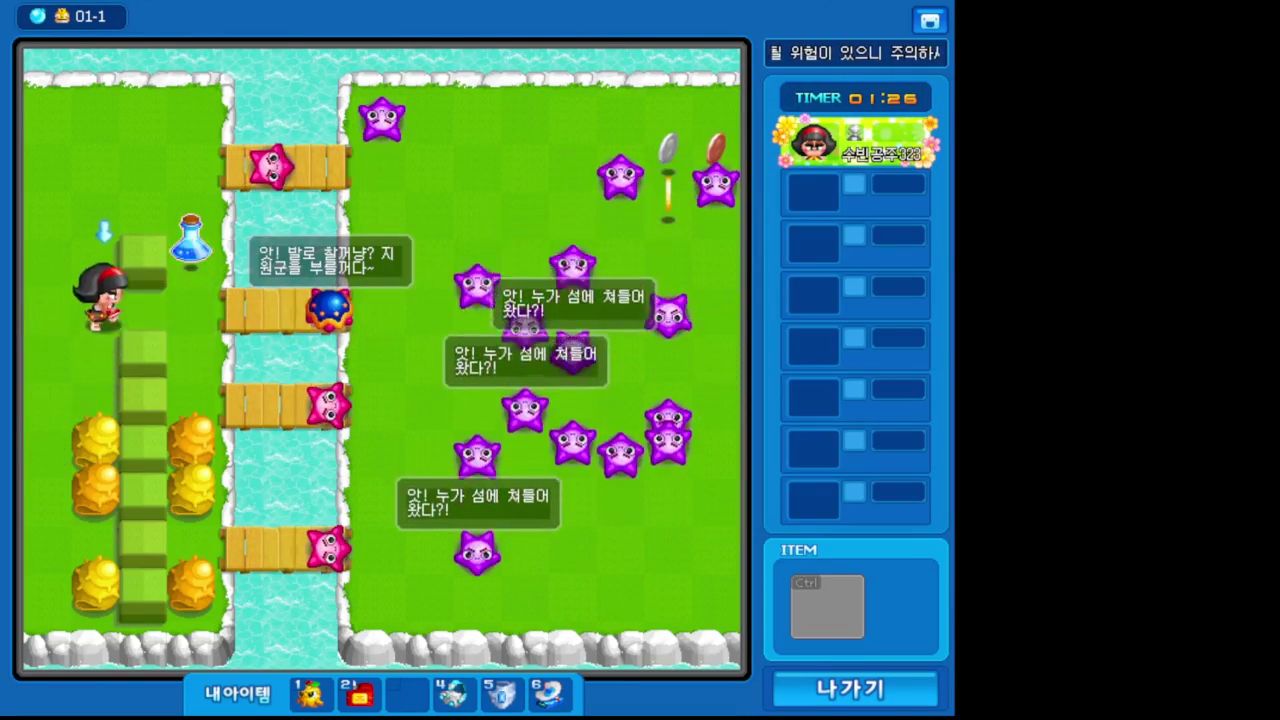 01-1
될 위험이 있으니 주의하시
TIMER 01:26
수빈공주023
앗! 발로 찰꺼냥? 지
원군을 부를꺼다~
앗! 누가 섬에 쳐들어
왔다?!
앗! 누가 섬에 쳐들어
왔다?!
앗! 누가 섬에 쳐들어
왔다?!
ITEM
Ctrl
내아이템
1
2
4
5
6
나가기